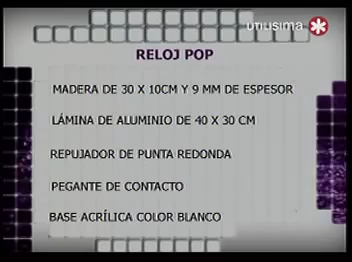 UTILISIMA
RELOJ POP
MADERA DE 30 X 10CM Y 9 MM DE ESPESOR
LÁMINA DE ALUMINIO DE 40 X 30 CM
REPUJADOR DE PUNTA REDONDA
PEGANTE DE CONTACTO
BASE ACRÍLICA COLOR BLANCO